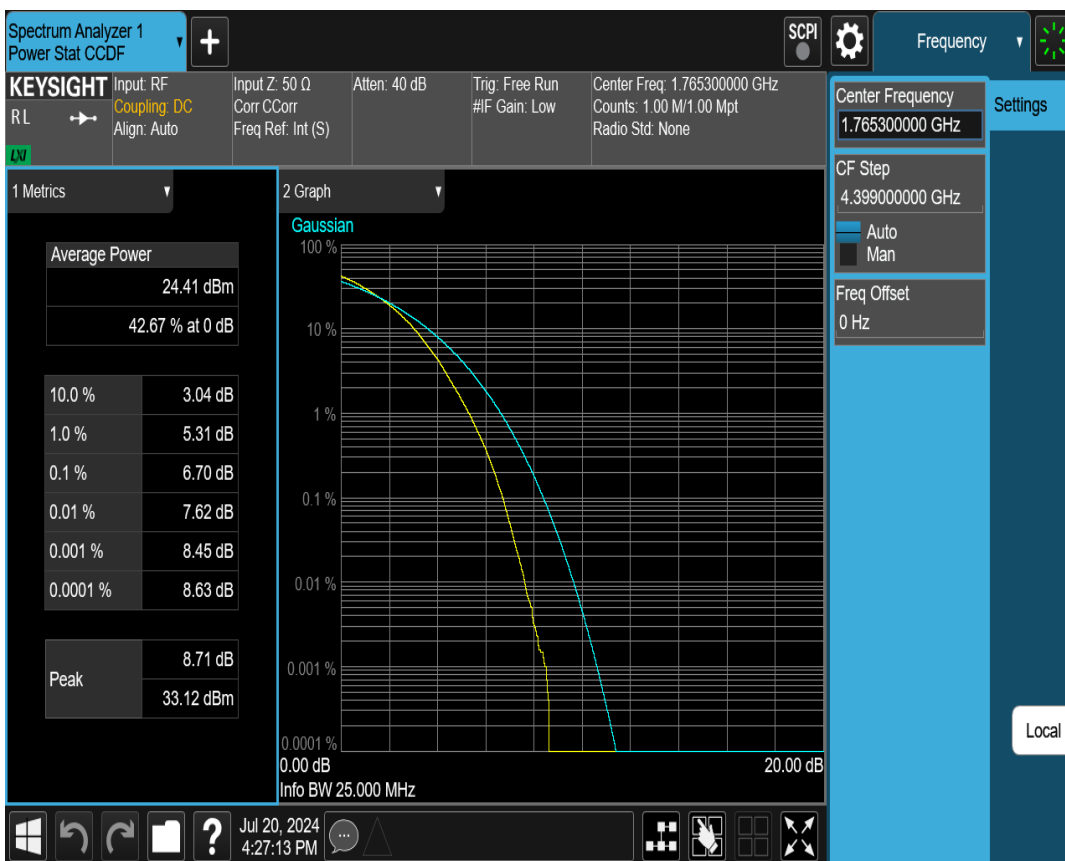 Spectrum Analyzer 1
Power Stat CCDF
+
SCPI
Frequency
KEYSIGHT
RL
LXI
Input: RF
Coupling: DC
Align: Auto
Input Z: 50 Ω
Corr CCorr
Freq Ref: Int (S)
Atten: 40 dB
Trig: Free Run
#IF Gain: Low
Center Freq: 1.765300000 GHz
Counts: 1.00 M/1.00 Mpt
Radio Std: None
Center Frequency
1.765300000 GHz
Settings
CF Step
4.399000000 GHz
Auto
Man
Freq Offset
0 Hz
Local
1 Metrics
Average Power
24.41 dBm
42.67 % at 0 dB
10.0 % 3.04 dB
1.0 % 5.31 dB
0.1 % 6.70 dB
0.01 % 7.62 dB
0.001 % 8.45 dB
0.0001 % 8.63 dB
Peak
8.71 dB
33.12 dBm
2 Graph
Gaussian
100 %
10 %
1 %
0.1 %
0.01 %
0.001 %
0.0001 %
0.00 dB 20.00 dB
Info BW 25.000 MHz
?
Jul 20, 2024
4:27:13 PM